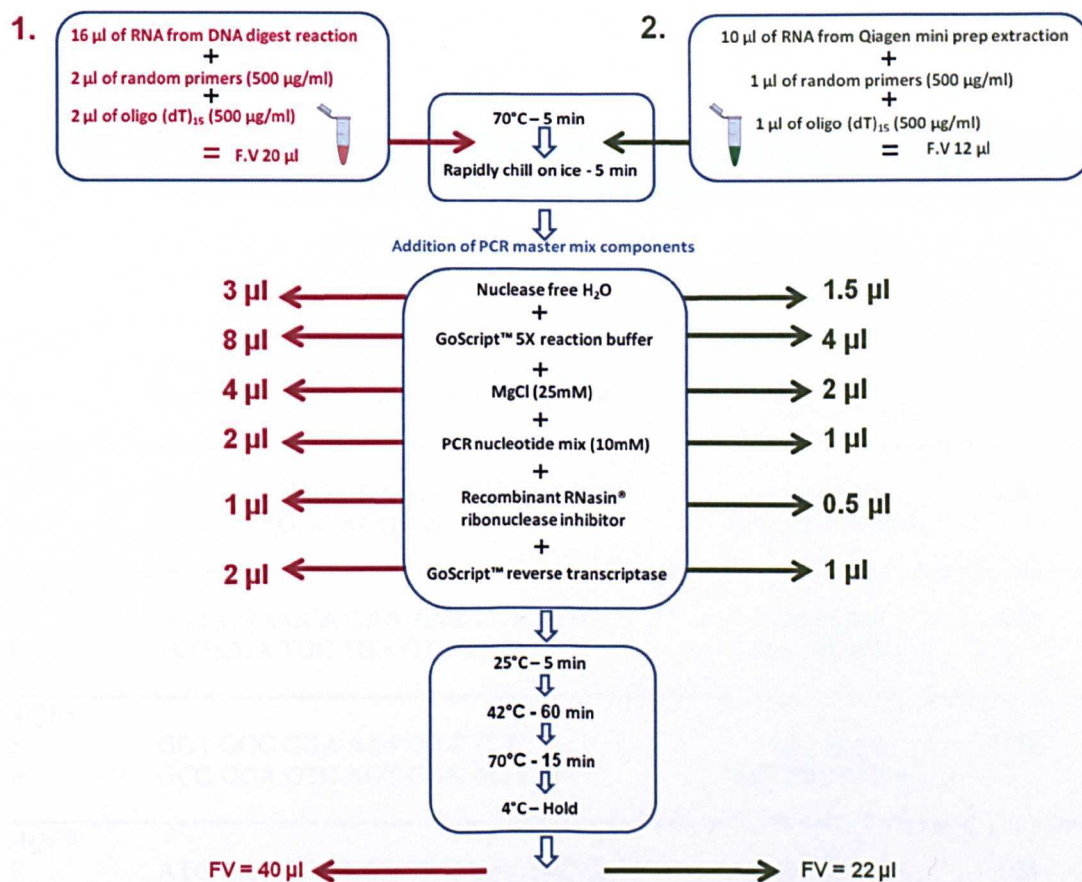 1.
16 µl of RNA from DNA digest reaction
+
2 µl of random primers (500 µg/ml)
+
2 µl of oligo (dT)₁₅ (500 µg/ml)
= F.V 20 µl
2.
10 µl of RNA from Qiagen mini prep extraction
+
1 µl of random primers (500 µg/ml)
+
1 µl of oligo (dT)₁₅ (500 µg/ml)
= F.V 12 µl
70°C – 5 min
Rapidly chill on ice - 5 min
Addition of PCR master mix components
3 µl Nuclease free H₂O 1.5 µl
+
8 µl GoScript™ 5X reaction buffer 4 µl
+
4 µl MgCl (25mM) 2 µl
+
2 µl PCR nucleotide mix (10mM) 1 µl
+
1 µl Recombinant RNasin® 0.5 µl
ribonuclease inhibitor
+
2 µl GoScript™ reverse transcriptase 1 µl
25°C – 5 min
42°C - 60 min
70°C - 15 min
4°C – Hold
FV = 40 µl FV = 22 µl